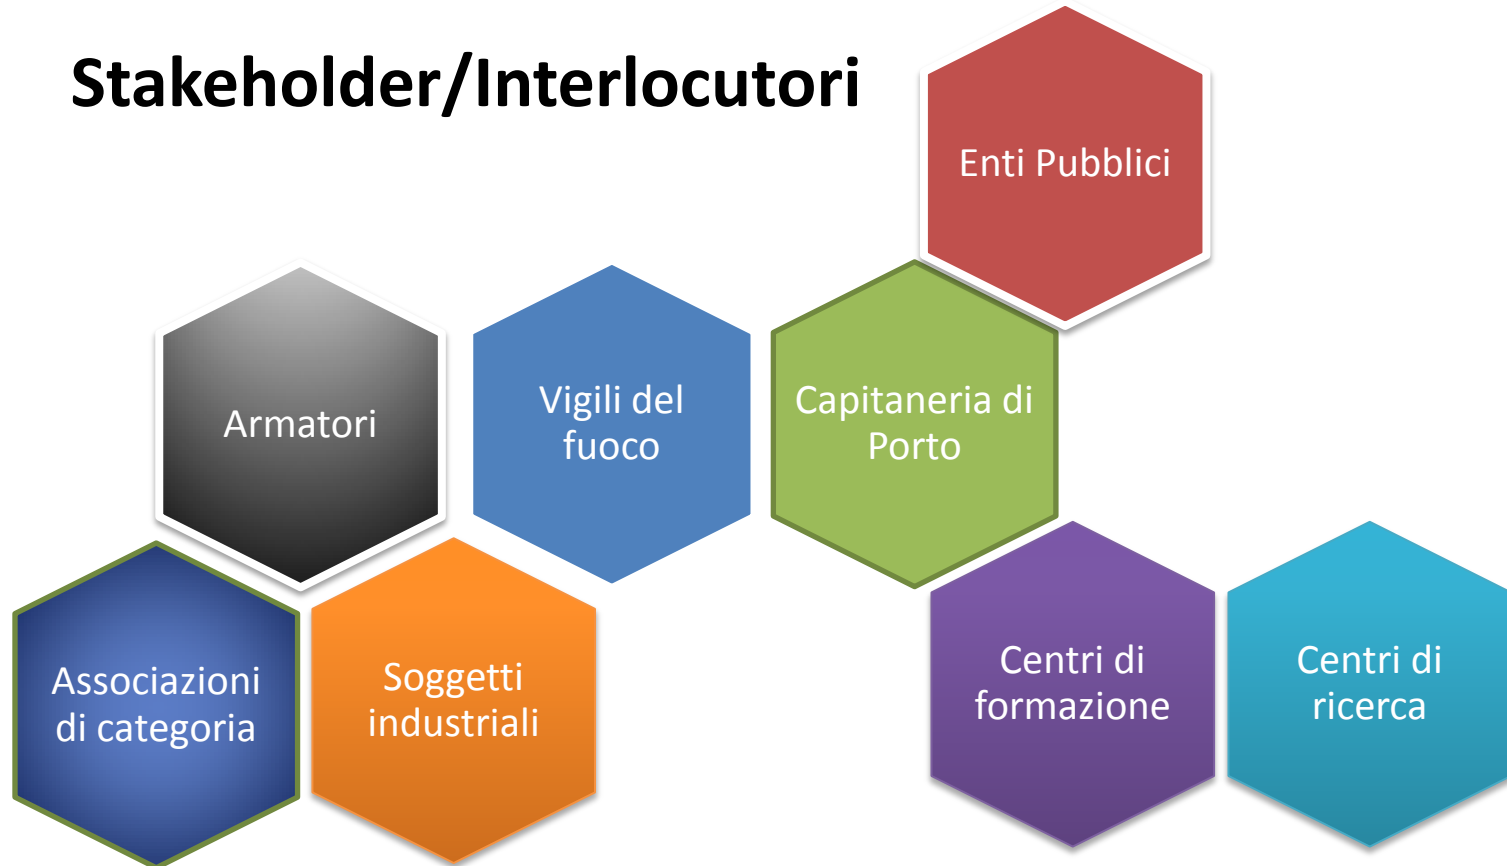 Stakeholder/Interlocutori
Enti Pubblici
Armatori
Vigili del
fuoco
Capitaneria di
Porto
Associazioni
di categoria
Soggetti
industriali
Centri di
formazione
Centri di
ricerca